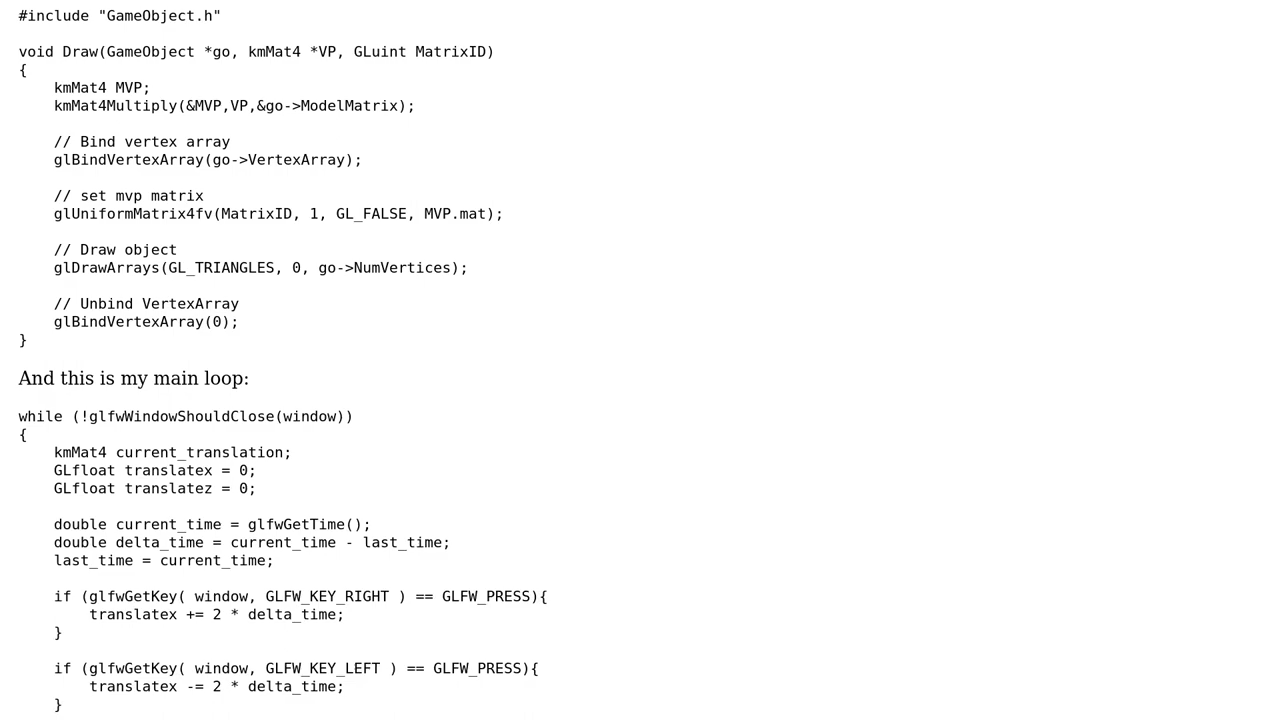 #include "GameObject.h"
void Draw(GameObject *go, kmMat4 *VP, GLuint MatrixID)
{
kmMat4 MVP;
kmMat4Multiply(&MVP,VP,&go->ModelMatrix);
// Bind vertex array
glBindVertexArray(go->VertexArray);
// set mvp matrix
glUniformMatrix4fv(MatrixID, 1, GL_FALSE, MVP.mat);
// Draw object
glDrawArrays(GL_TRIANGLES, 0, go->NumVertices);
// Unbind VertexArray
glBindVertexArray(0);
}
And this is my main loop:
while (!glfwWindowShouldClose(window))
{
kmMat4 current_translation;
GLfloat translatex = 0;
GLfloat translatez = 0;
double current_time = glfwGetTime();
double delta_time = current_time - last_time;
last_time = current_time;
if (glfwGetKey( window, GLFW_KEY_RIGHT ) == GLFW_PRESS){
translatex += 2 * delta_time;
}
if (glfwGetKey( window, GLFW_KEY_LEFT ) == GLFW_PRESS){
translatex -= 2 * delta_time;
}